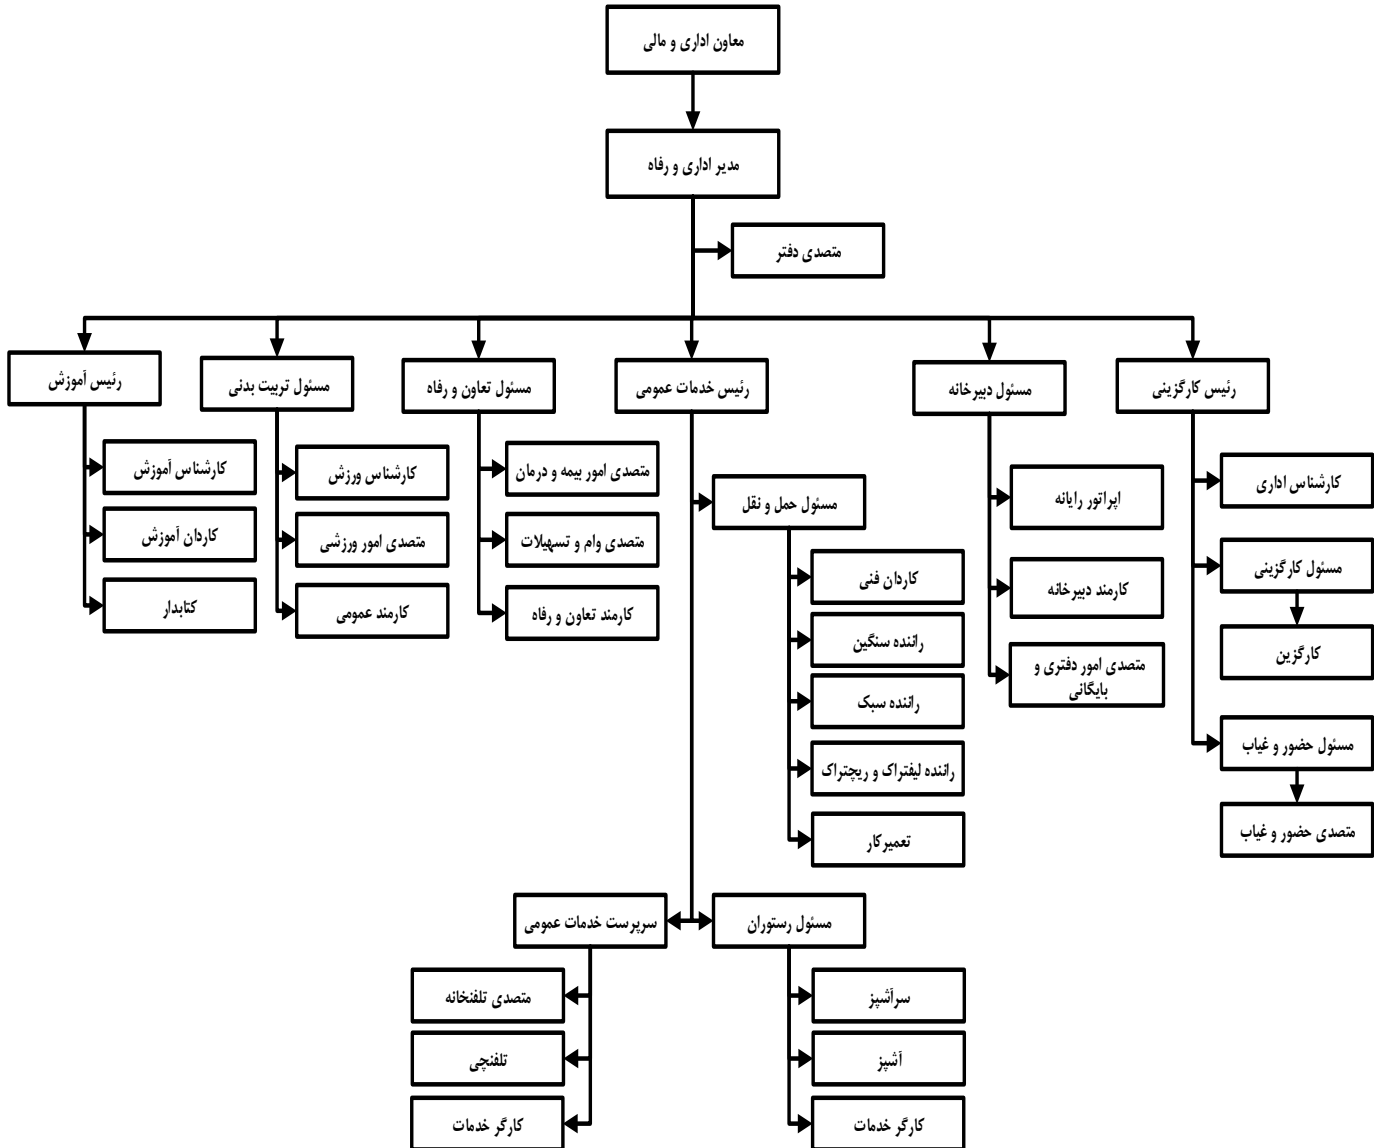 معاون اداری و مالی
مدیر اداری و رفاه
متصدی دفتر
رئیس کارگزینی
کارشناس اداری
مسئول کارگزینی
کارگزین
مسئول حضور و غیاب
متصدی حضور و غیاب
مسئول دبیرخانه
اپراتور رایانه
کارمند دبیرخانه
متصدی امور دفتری و
بایگانی
رئیس خدمات عمومی
مسئول حمل و نقل
کاردان فنی
راننده سنگین
راننده سبک
راننده لیفتراک و ریچتراک
تعمیرکار
مسئول رستوران
سرآشپز
آشپز
کارگر خدمات
سرپرست خدمات عمومی
متصدی تلفنخانه
تلفنچی
کارگر خدمات
مسئول تعاون و رفاه
متصدی امور بیمه و درمان
متصدی وام و تسهیلات
کارمند تعاون و رفاه
مسئول تربیت بدنی
کارشناس ورزش
متصدی امور ورزشی
کارمند عمومی
رئیس آموزش
کارشناس آموزش
کاردان آموزش
کتابدار